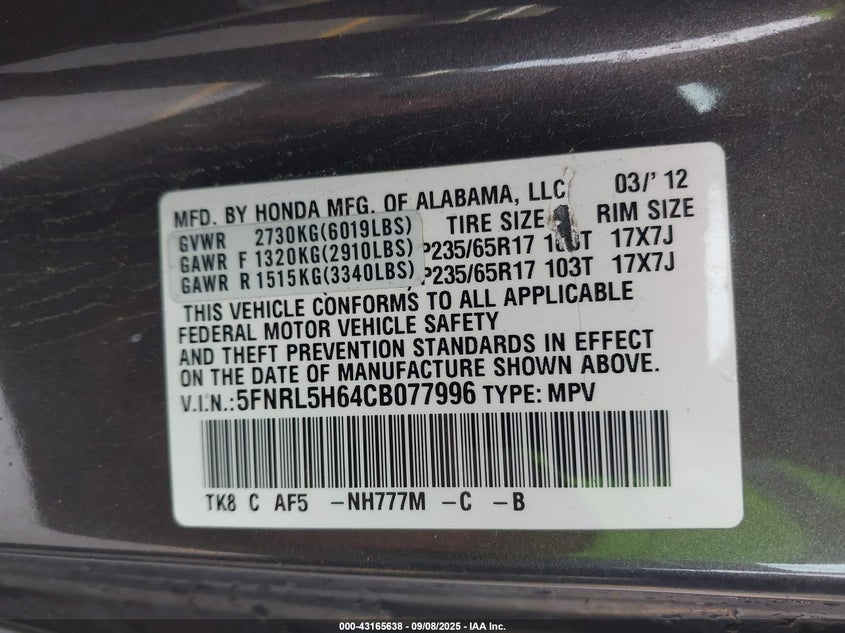 MFD. BY HONDA MFG. OF ALABAMA, LLC 03/' 12
GVWR 2730KG(6019LBS) TIRE SIZE RIM SIZE
GAWR F 1320KG(2910LBS) P235/65R17 17X7J
GAWR R 1515KG(3340LBS) P235/65R17 103T 17X7J
THIS VEHICLE CONFORMS TO ALL APPLICABLE
FEDERAL MOTOR VEHICLE SAFETY
AND THEFT PREVENTION STANDARDS IN EFFECT
ON THE DATE OF MANUFACTURE SHOWN ABOVE.
V.I.N.:5FNRL5H64CB077996 TYPE: MPV
TK8 C AF5 -NH777M -C -B
000-43165638 - 09/08/2025 - IAA Inc.